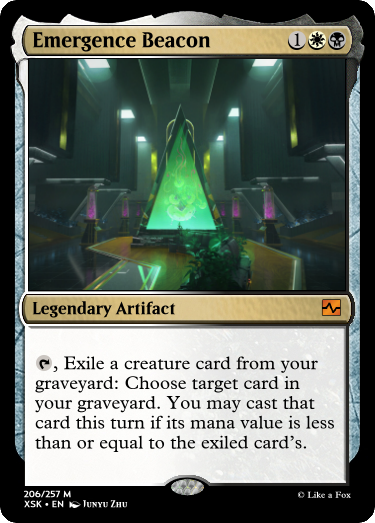 Emergence Beacon 1
Legendary Artifact
, Exile a creature card from your
graveyard: Choose target card in
your graveyard. You may cast that
card this turn if its mana value is less
than or equal to the exiled card's.
206/257 M
XSK • EN Junyu Zhu
© Like a Fox